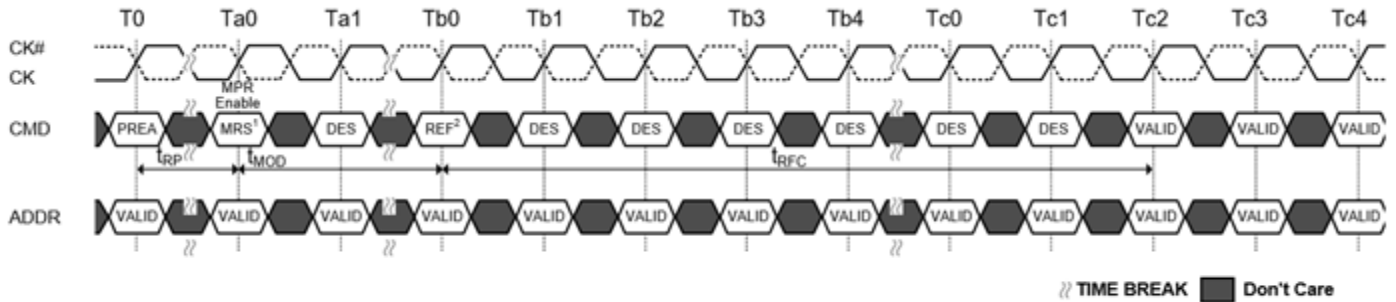 T0 Ta0 Ta1 Tb0 Tb1 Tb2 Tb3 Tb4 Tc0 Tc1 Tc2 Tc3 Tc4
CK#
CK
MPR
Enable
CMD PREA MRS¹ DES REF² DES DES DES DES DES DES VALID VALID VALID
tRP tMOD tRFC
ADDR VALID VALID VALID VALID VALID VALID VALID VALID VALID VALID VALID VALID VALID
TIME BREAK Don't Care